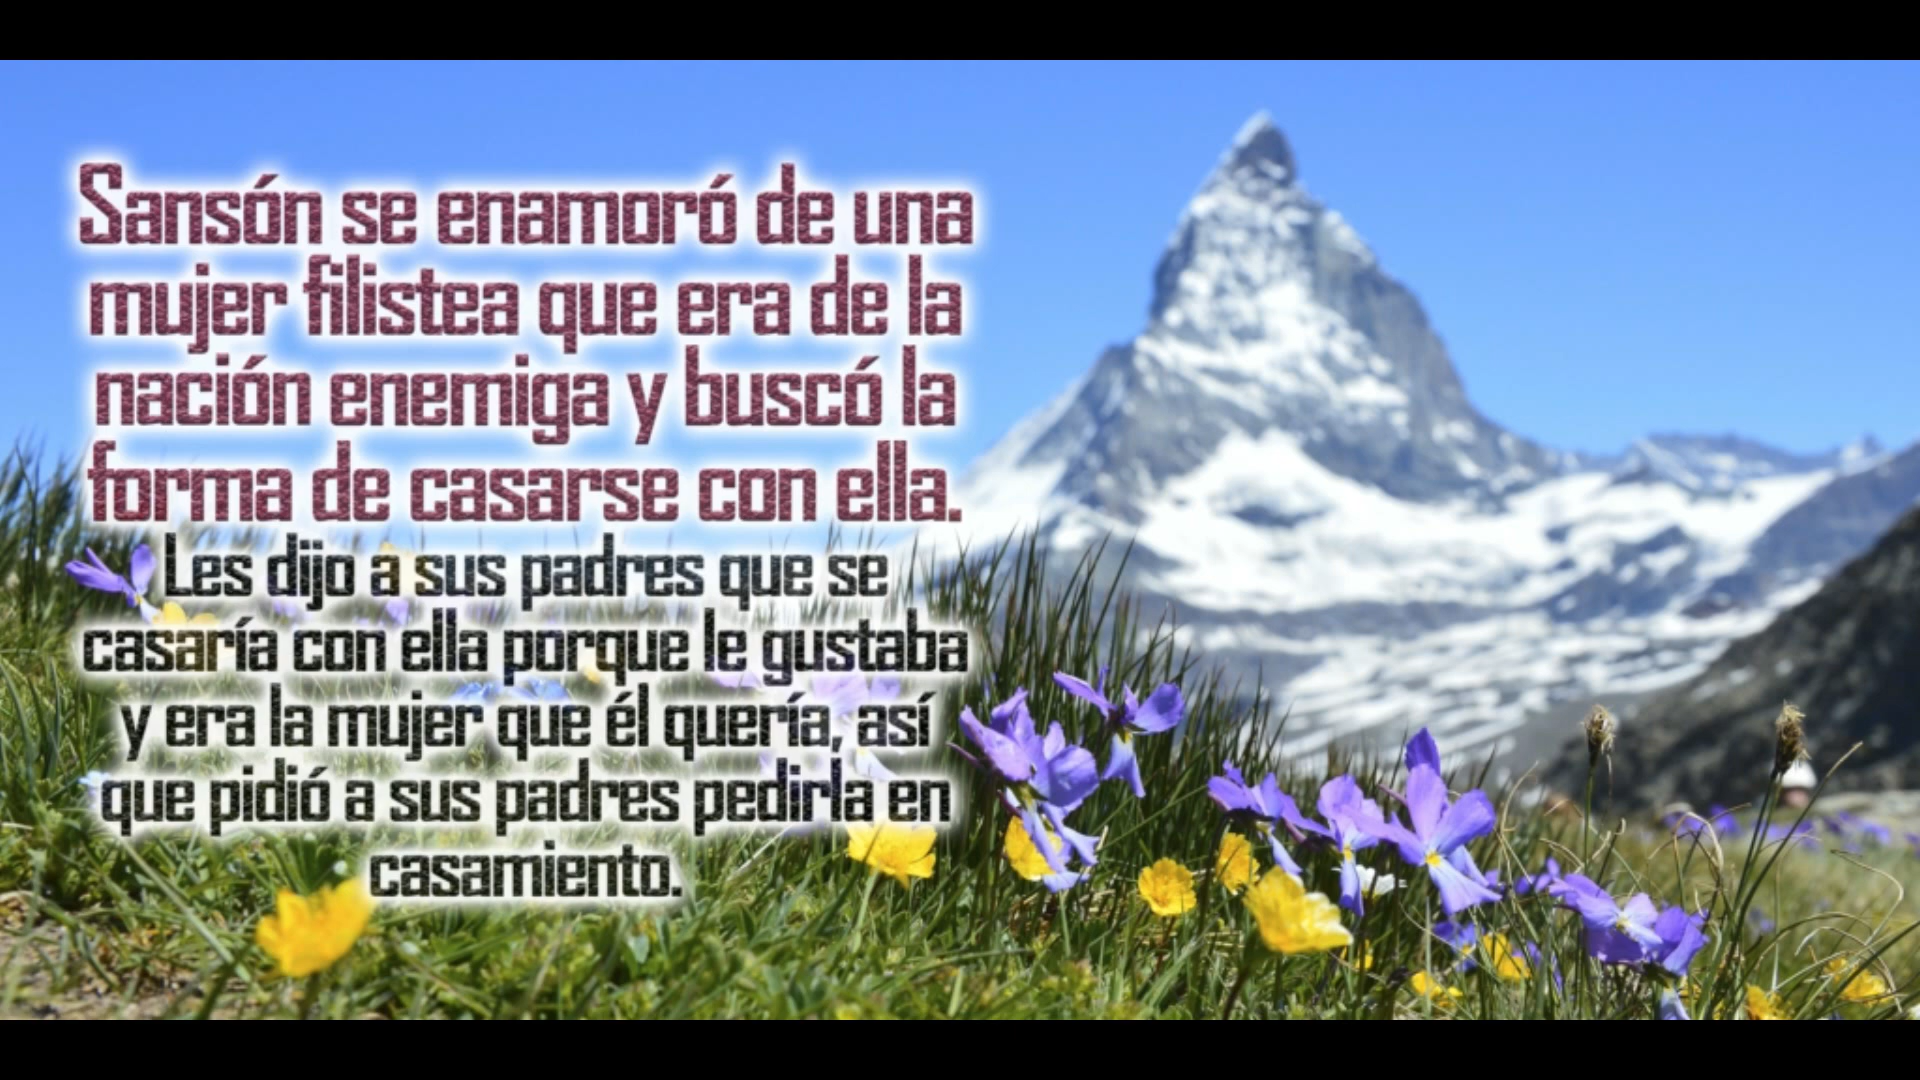 Sansón se enamoró de una
mujer filistea que era de la
nación enemiga y buscó la
forma de casarse con ella.
Les dijo a sus padres que se
casaría con ella porque le gustaba
y era la mujer que él quería, así
que pidió a sus padres pedirla en
casamiento.